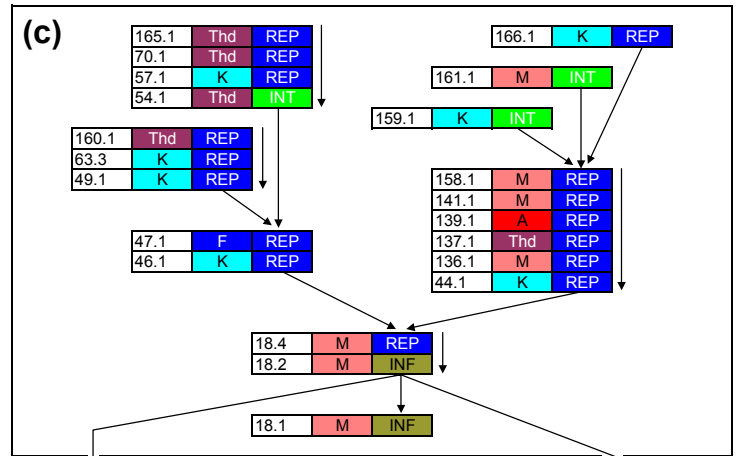 (c)
165.1 Thd REP
70.1 Thd REP
57.1 K REP
54.1 Thd INT
166.1 K REP
161.1 M INT
159.1 K INT
160.1 Thd REP
63.3 K REP
49.1 K REP
158.1 M REP
141.1 M REP
139.1 A REP
137.1 Thd REP
136.1 M REP
44.1 K REP
47.1 F REP
46.1 K REP
18.4 M REP
18.2 M INF
18.1 M INF